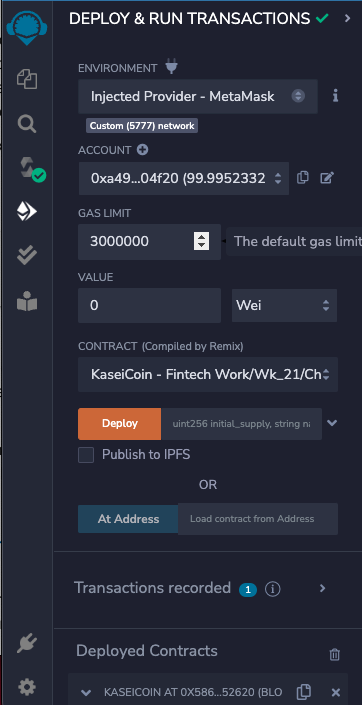 DEPLOY & RUN TRANSACTIONS
ENVIRONMENT
Injected Provider - MetaMask
Custom (5777) network
ACCOUNT
0xa49...04f20 (99.9952332
GAS LIMIT
3000000
The default gas limit
VALUE
0
Wei
CONTRACT (Compiled by Remix)
KaseiCoin - Fintech Work/Wk_21/Ch
Deploy
uint256 initial_supply, string na
Publish to IPFS
OR
At Address
Load contract from Address
Transactions recorded 1
Deployed Contracts
KASEICOIN AT 0X586...52620 (BLO